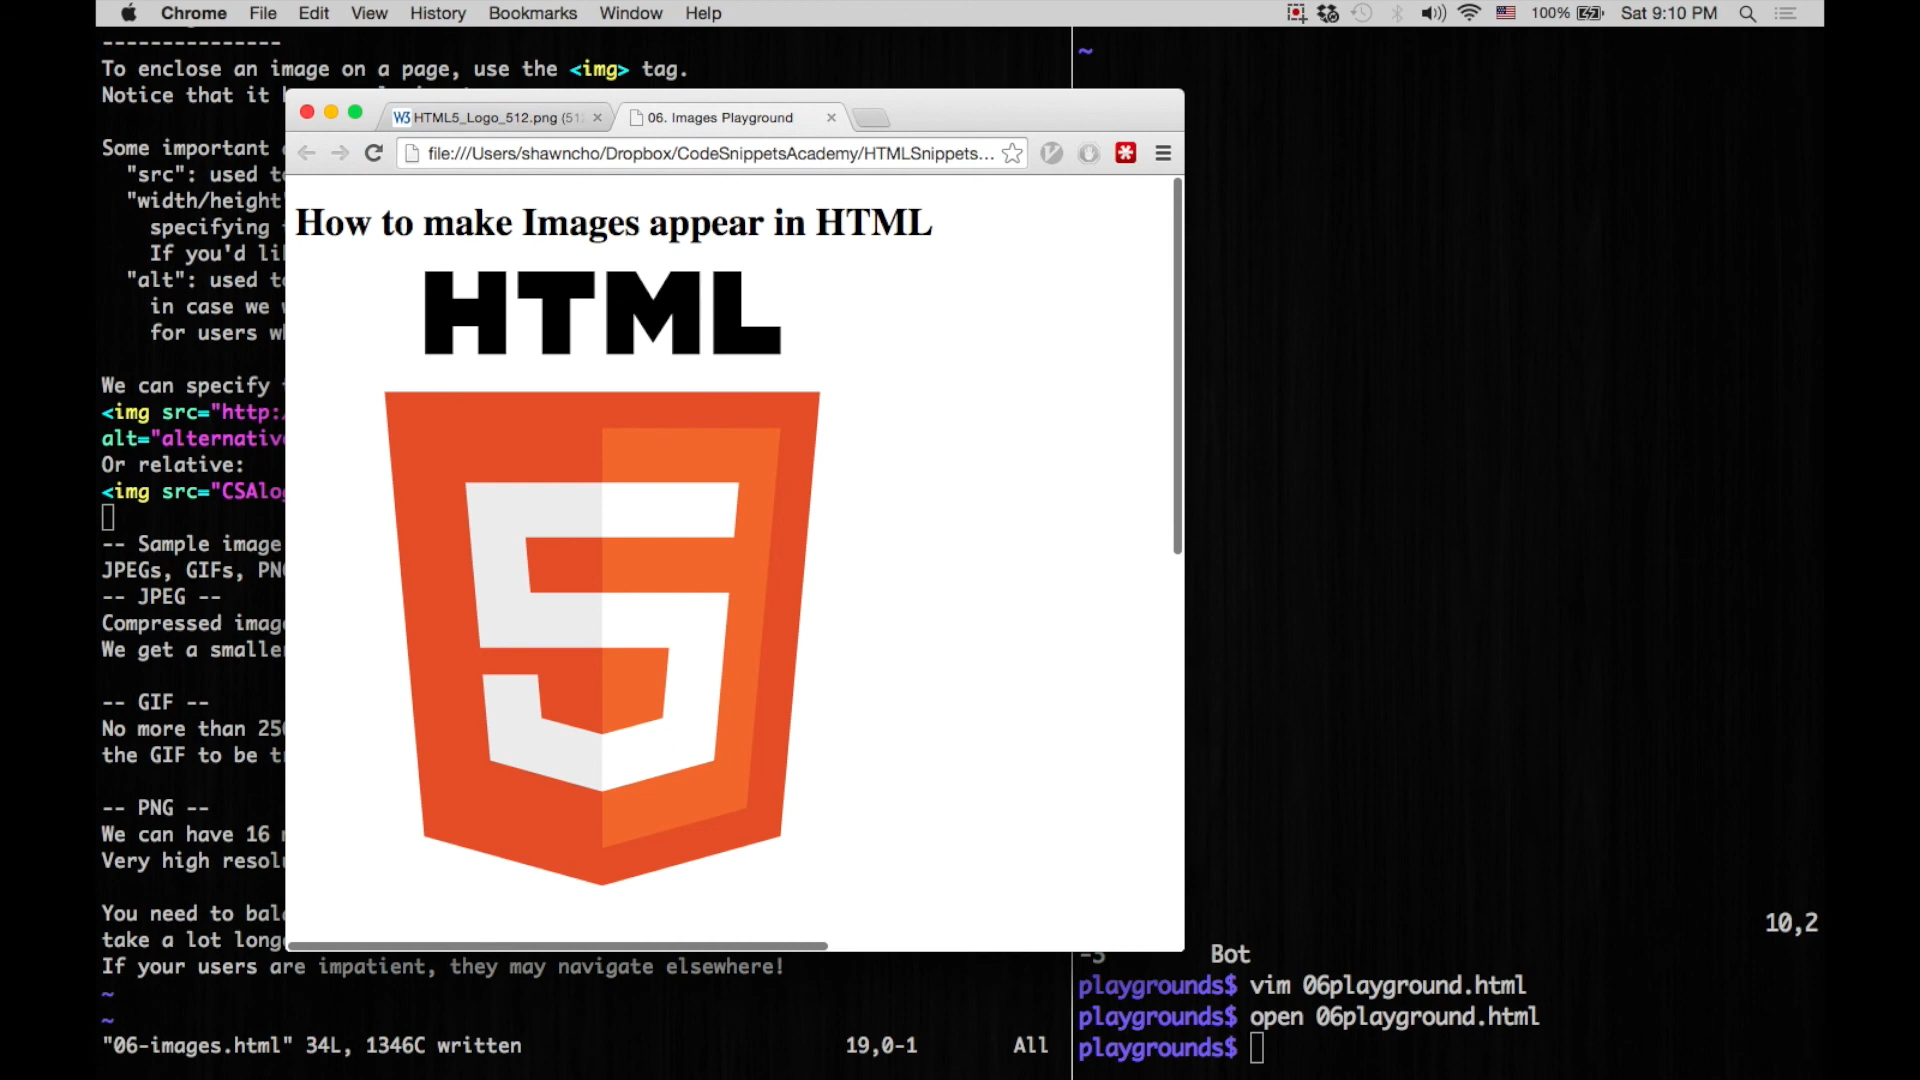 Chrome File Edit View History Bookmarks Window Help 100% Sat 9:10 PM
---------------
To enclose an image on a page, use the <img> tag.
Notice that it
HTML5_Logo_512.png (51
06. Images Playground
file:///Users/shawncho/Dropbox/CodeSnippetsAcademy/HTMLSnippets...
Some important
"src": used
"width/height"
specifying
If you'd
"alt": used
in case we
for users
How to make Images appear in HTML
HTML
5
We can specify
<img src="http:
alt="alternativ
Or relative:
<img src="CSAlo
-- Sample image
JPEGs, GIFs, PN
-- JPEG --
Compressed imag
We get a smalle
-- GIF --
No more than 25
the GIF to be
-- PNG --
We can have 16
Very high resol
You need to bal
take a lot long
If your users are impatient, they may navigate elsewhere!
~
~
"06-images.html" 34L, 1346C written 19,0-1 All
~
10,2
Bot
playgrounds$ vim 06playground.html
playgrounds$ open 06playground.html
playgrounds$